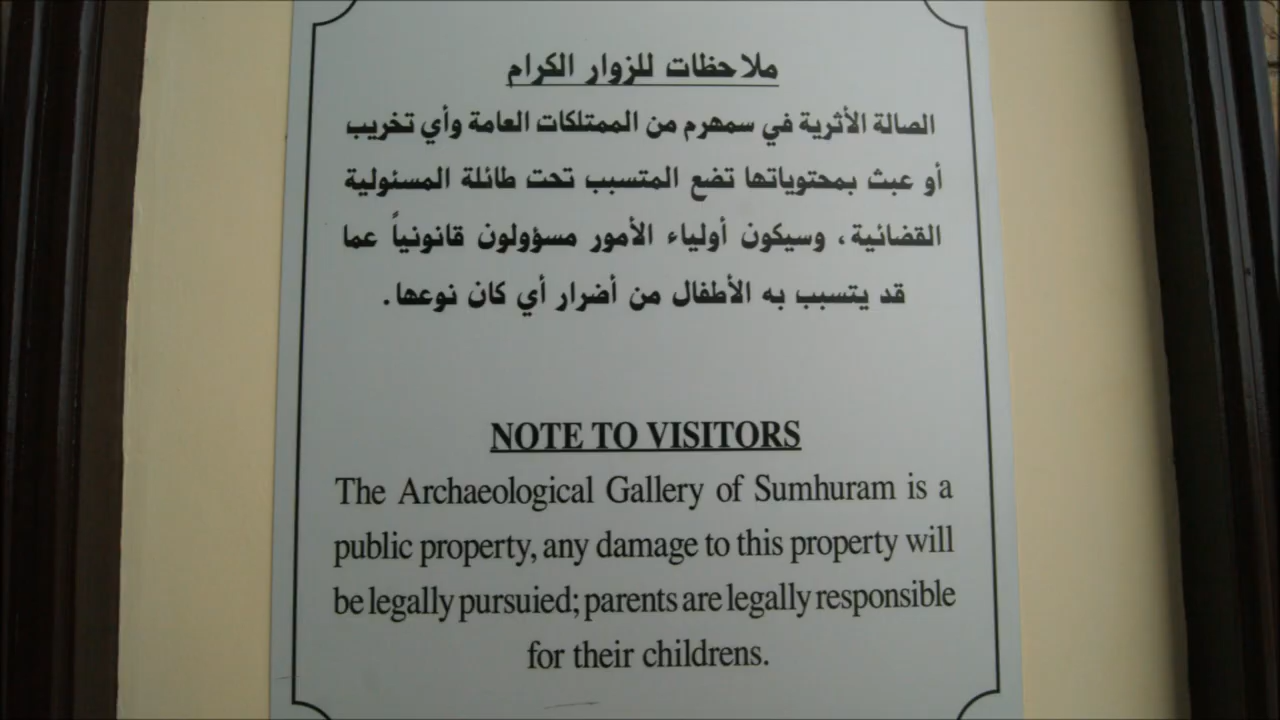 ملاحظات للزوار الكرام
الصالة الأثرية في سمهرم من الممتلكات العامة وأي تخريب
أو عبث بمحتوياتها تضع المتسبب تحت طائلة المسئولية
القضائية، وسيكون أولياء الأمور مسؤولون قانونياً عما
قد يتسبب به الأطفال من أضرار أي كان نوعها.
NOTE TO VISITORS
The Archaeological Gallery of Sumhuram is a
public property, any damage to this property will
be legally pursuied; parents are legally responsible
for their childrens.